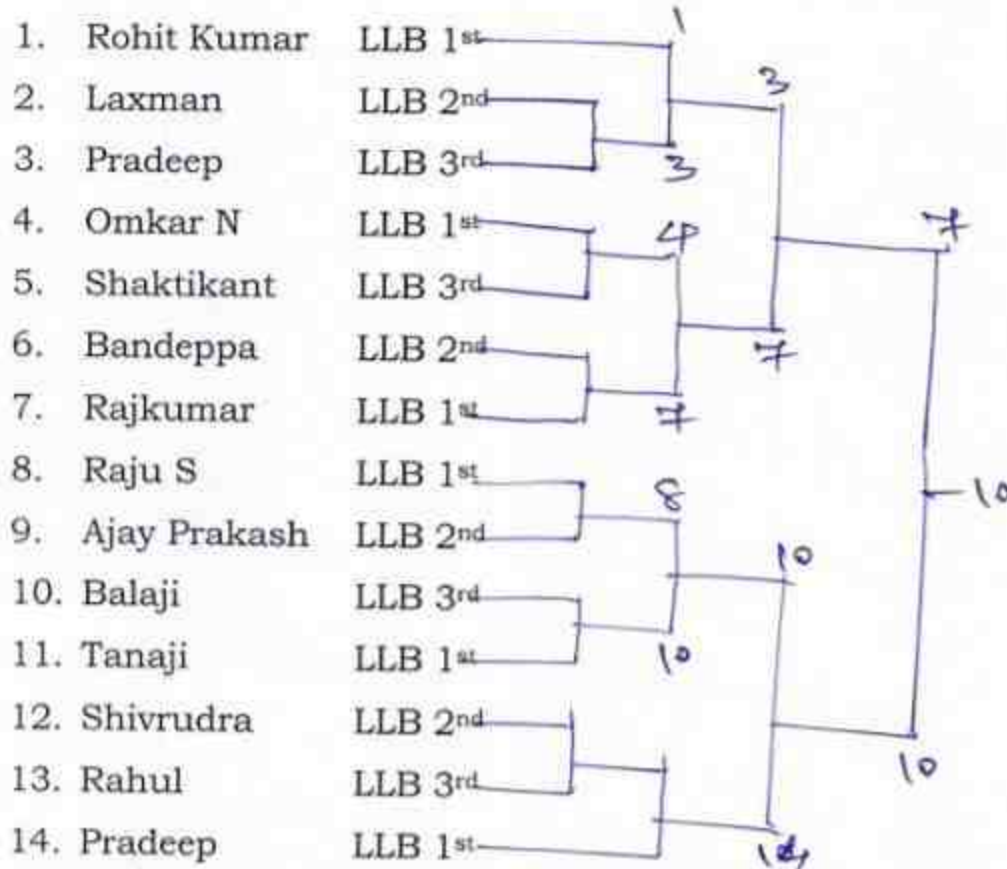 1
1. Rohit Kumar LLB 1st
3
2. Laxman LLB 2nd
3. Pradeep LLB 3rd
3
4. Omkar N LLB 1st
4
7
5. Shaktikant LLB 3rd
6. Bandeppa LLB 2nd
7
7. Rajkumar LLB 1st
7
8. Raju S LLB 1st
8
10
9. Ajay Prakash LLB 2nd
10
10. Balaji LLB 3rd
11. Tanaji LLB 1st
10
12. Shivrudra LLB 2nd
13. Rahul LLB 3rd
10
14. Pradeep LLB 1st